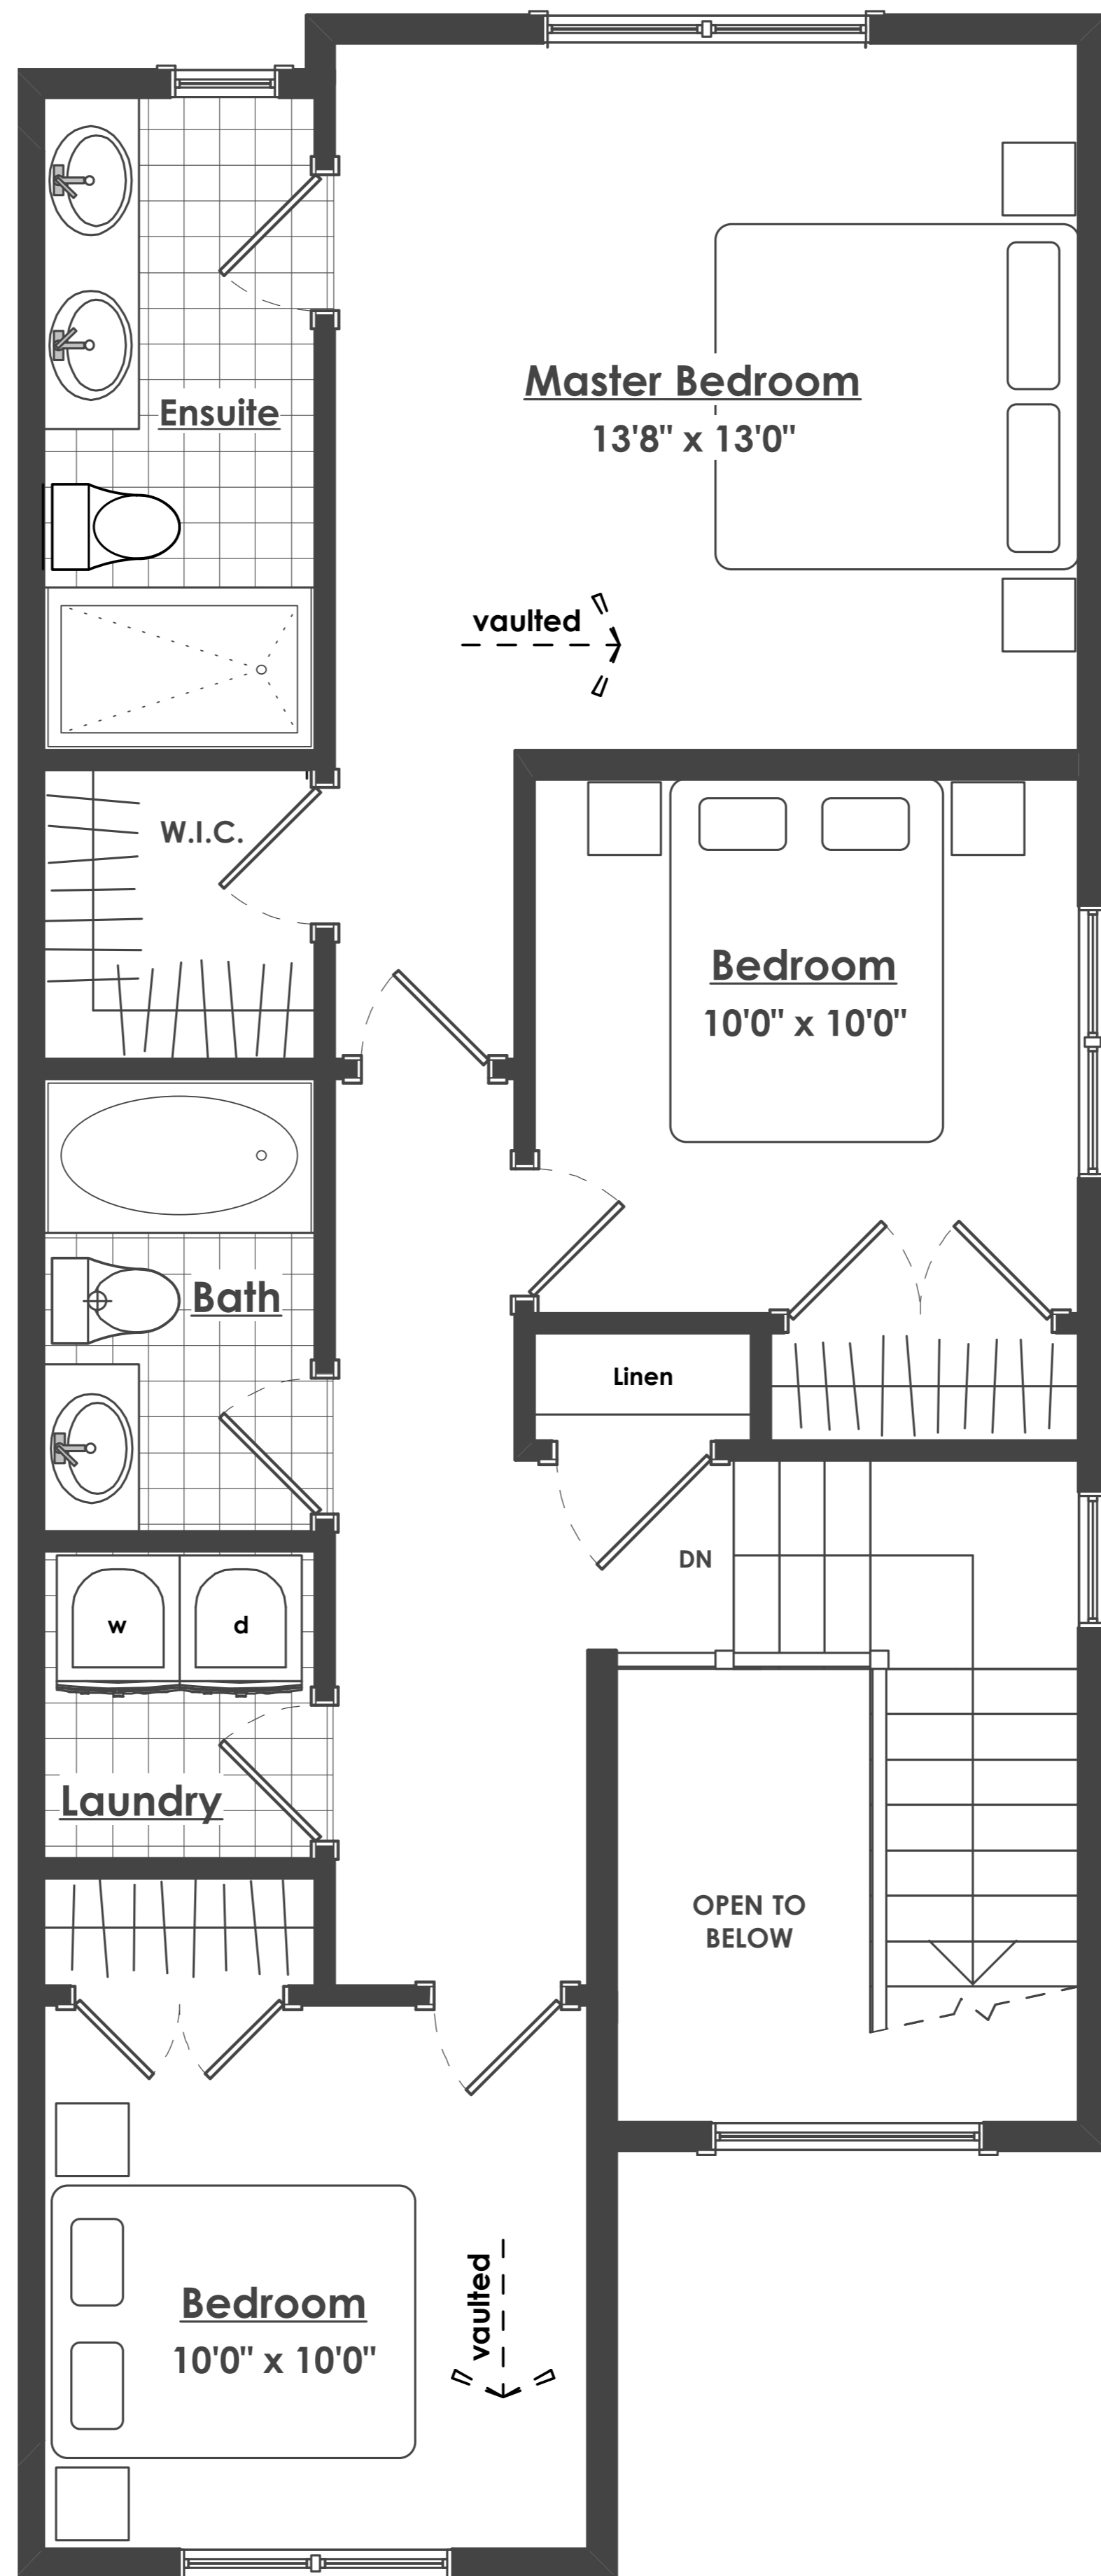 Master Bedroom
13'8" x 13'0"
Ensuite
vaulted
W.I.C.
Bedroom
10'0" x 10'0"
Bath
Linen
DN
w
d
Laundry
OPEN TO
BELOW
Bedroom
10'0" x 10'0"
vaulted